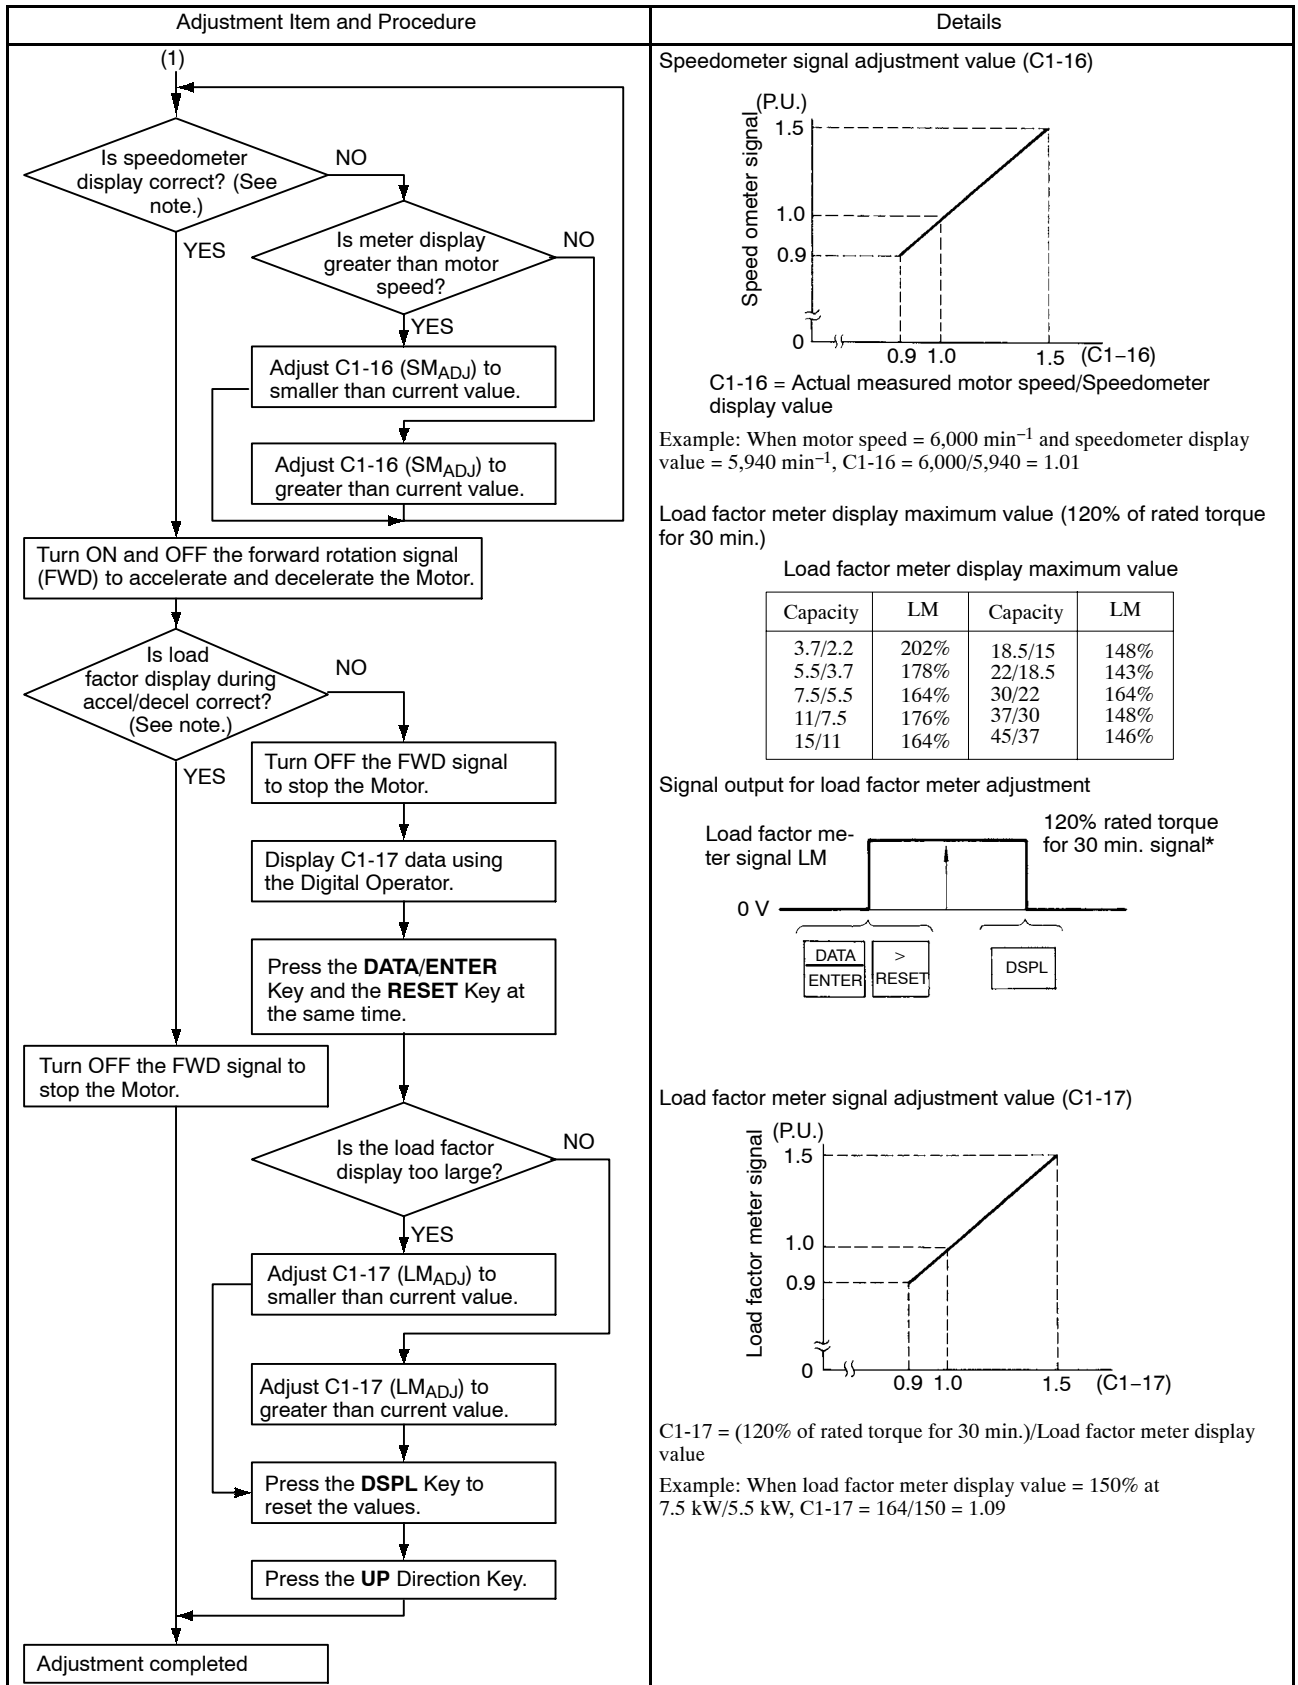 Adjustment Item and Procedure
Details
(1)
Is speedometer
display correct? (See
note.)
NO
YES
Is meter display
greater than motor
speed?
NO
YES
Adjust C1-16 (SMADJ) to
smaller than current value.
Adjust C1-16 (SMADJ) to
greater than current value.
Turn ON and OFF the forward rotation signal
(FWD) to accelerate and decelerate the Motor.
Is load
factor display during
accel/decel correct?
(See note.)
NO
YES
Turn OFF the FWD signal
to stop the Motor.
Display C1-17 data using
the Digital Operator.
Press the DATA/ENTER
Key and the RESET Key at
the same time.
Turn OFF the FWD signal to
stop the Motor.
Is the load factor
display too large?
NO
YES
Adjust C1-17 (LMADJ) to
smaller than current value.
Adjust C1-17 (LMADJ) to
greater than current value.
Press the DSPL Key to
reset the values.
Press the UP Direction Key.
Adjustment completed
Speedometer signal adjustment value (C1-16)
(P.U.)
Speed ometer signal
1.5
1.0
0.9
0
0.9 1.0 1.5 (C1–16)
C1-16 = Actual measured motor speed/Speedometer
display value
Example: When motor speed = 6,000 min–1 and speedometer display
value = 5,940 min–1, C1-16 = 6,000/5,940 = 1.01
Load factor meter display maximum value (120% of rated torque
for 30 min.)
Load factor meter display maximum value
Capacity LM Capacity LM
3.7/2.2 202% 18.5/15 148%
5.5/3.7 178% 22/18.5 143%
7.5/5.5 164% 30/22 164%
11/7.5 176% 37/30 148%
15/11 164% 45/37 146%
Signal output for load factor meter adjustment
Load factor me-
ter signal LM
120% rated torque
for 30 min. signal*
0 V
DATA
ENTER
>
RESET
DSPL
Load factor meter signal adjustment value (C1-17)
(P.U.)
Load factor meter signal
1.5
1.0
0.9
0
0.9 1.0 1.5 (C1–17)
C1-17 = (120% of rated torque for 30 min.)/Load factor meter display
value
Example: When load factor meter display value = 150% at
7.5 kW/5.5 kW, C1-17 = 164/150 = 1.09